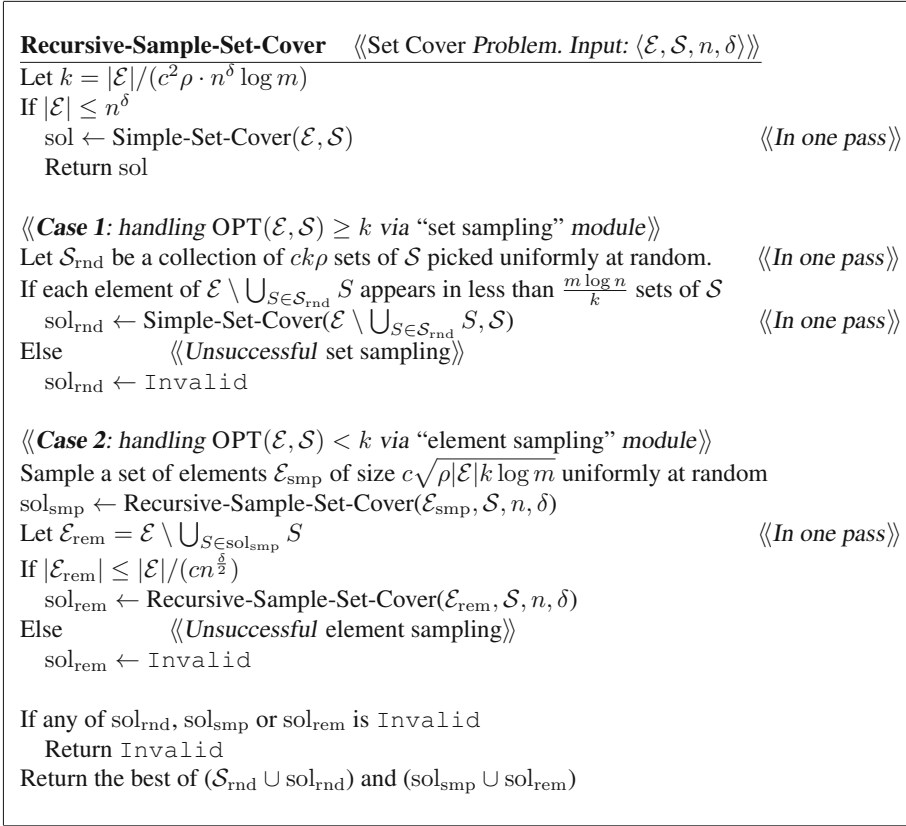 Recursive-Sample-Set-Cover ⟪Set Cover Problem. Input: ⟨ℰ, 𝒮, n, δ⟩⟫
Let k = |ℰ|/(c²ρ · n^δ log m)
If |ℰ| ≤ n^δ
sol ← Simple-Set-Cover(ℰ, 𝒮) ⟪In one pass⟫
Return sol
⟪Case 1: handling OPT(ℰ, 𝒮) ≥ k via “set sampling” module⟫
Let 𝒮_rnd be a collection of ckρ sets of 𝒮 picked uniformly at random. ⟪In one pass⟫
If each element of ℰ \ ⋃_{S∈𝒮_rnd} S appears in less than \frac{m log n}{k} sets of 𝒮
sol_rnd ← Simple-Set-Cover(ℰ \ ⋃_{S∈𝒮_rnd} S, 𝒮) ⟪In one pass⟫
Else ⟪Unsuccessful set sampling⟫
sol_rnd ← Invalid
⟪Case 2: handling OPT(ℰ, 𝒮) < k via “element sampling” module⟫
Sample a set of elements ℰ_smp of size c√(ρ|ℰ|k log m) uniformly at random
sol_smp ← Recursive-Sample-Set-Cover(ℰ_smp, 𝒮, n, δ)
Let ℰ_rem = ℰ \ ⋃_{S∈sol_smp} S ⟪In one pass⟫
If |ℰ_rem| ≤ |ℰ|/(cn^{\frac{δ}{2}})
sol_rem ← Recursive-Sample-Set-Cover(ℰ_rem, 𝒮, n, δ)
Else ⟪Unsuccessful element sampling⟫
sol_rem ← Invalid
If any of sol_rnd, sol_smp or sol_rem is Invalid
Return Invalid
Return the best of (𝒮_rnd ∪ sol_rnd) and (sol_smp ∪ sol_rem)